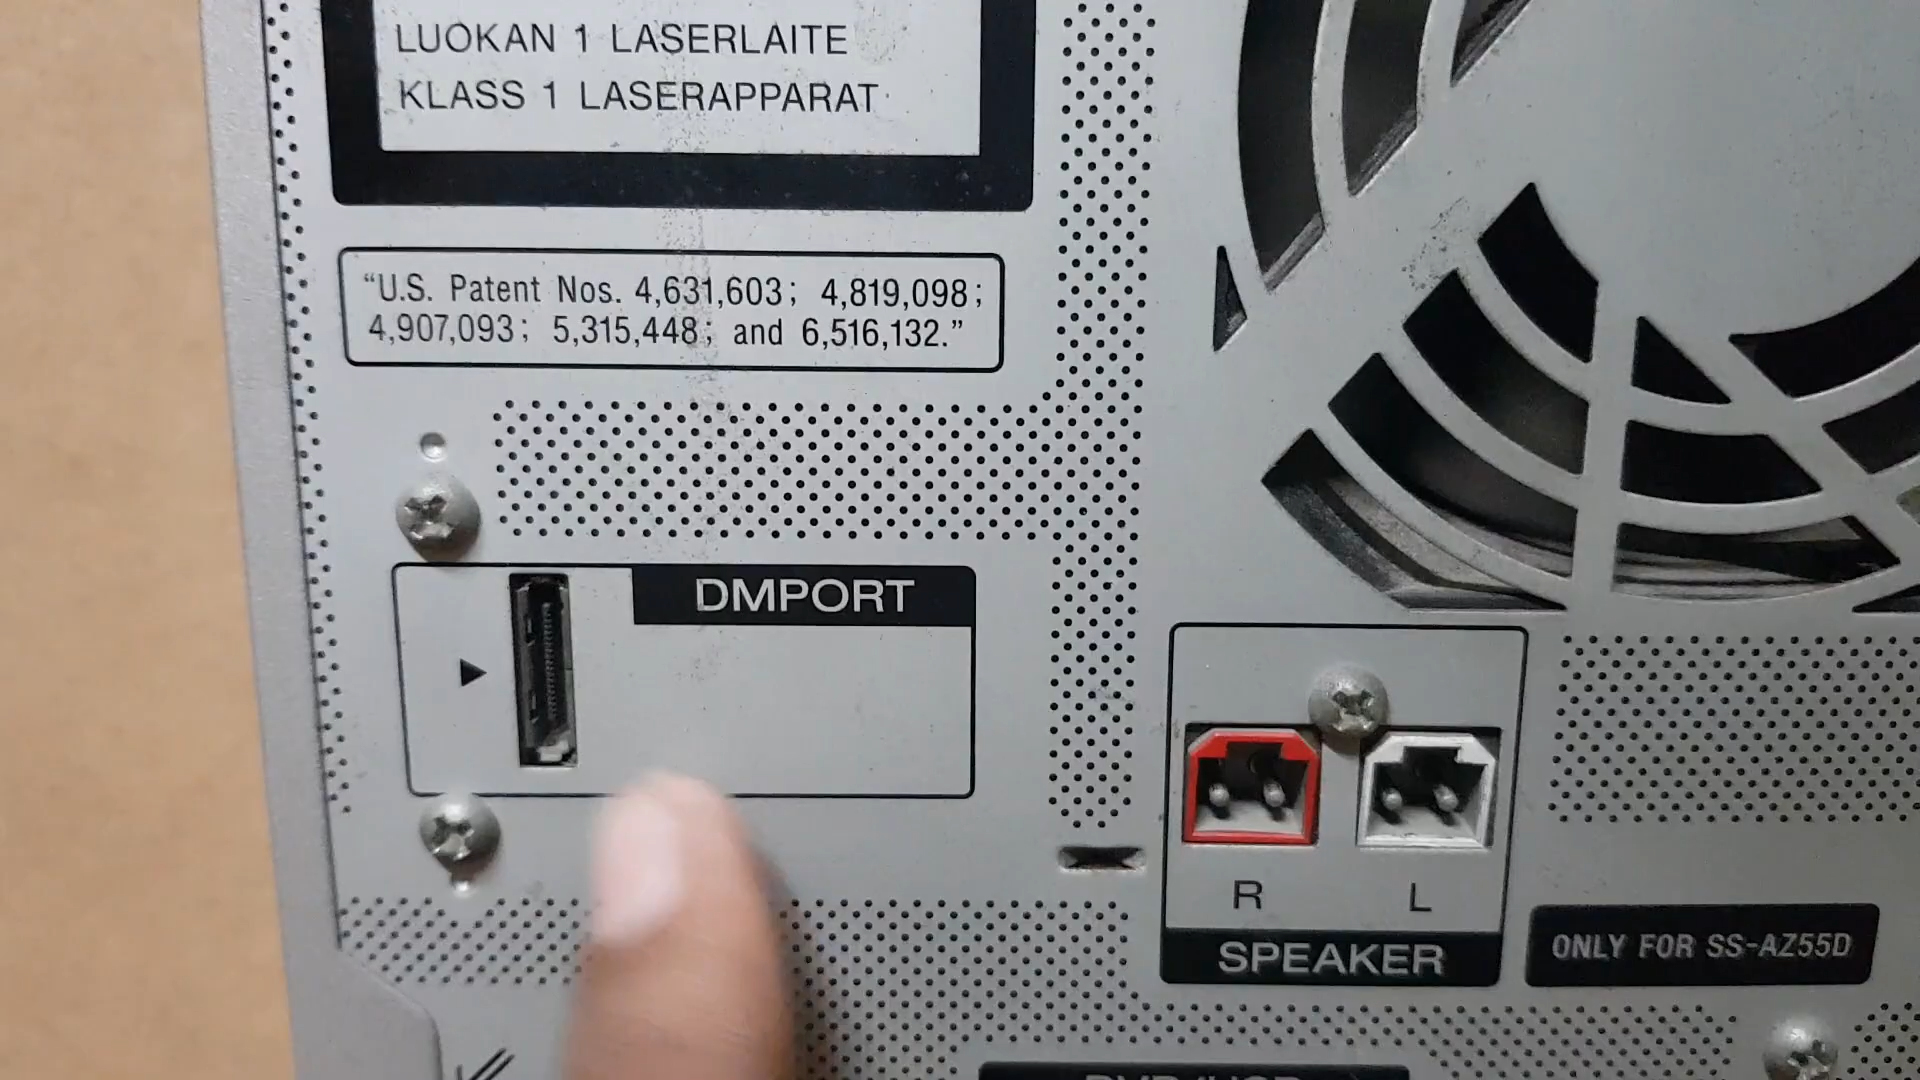 LUOKAN 1 LASERLAITE
KLASS 1 LASERAPPARAT
“U.S. Patent Nos. 4,631,603; 4,819,098;
4,907,093; 5,315,448; and 6,516,132.”
DMPORT
R L
SPEAKER
ONLY FOR SS-AZ55D